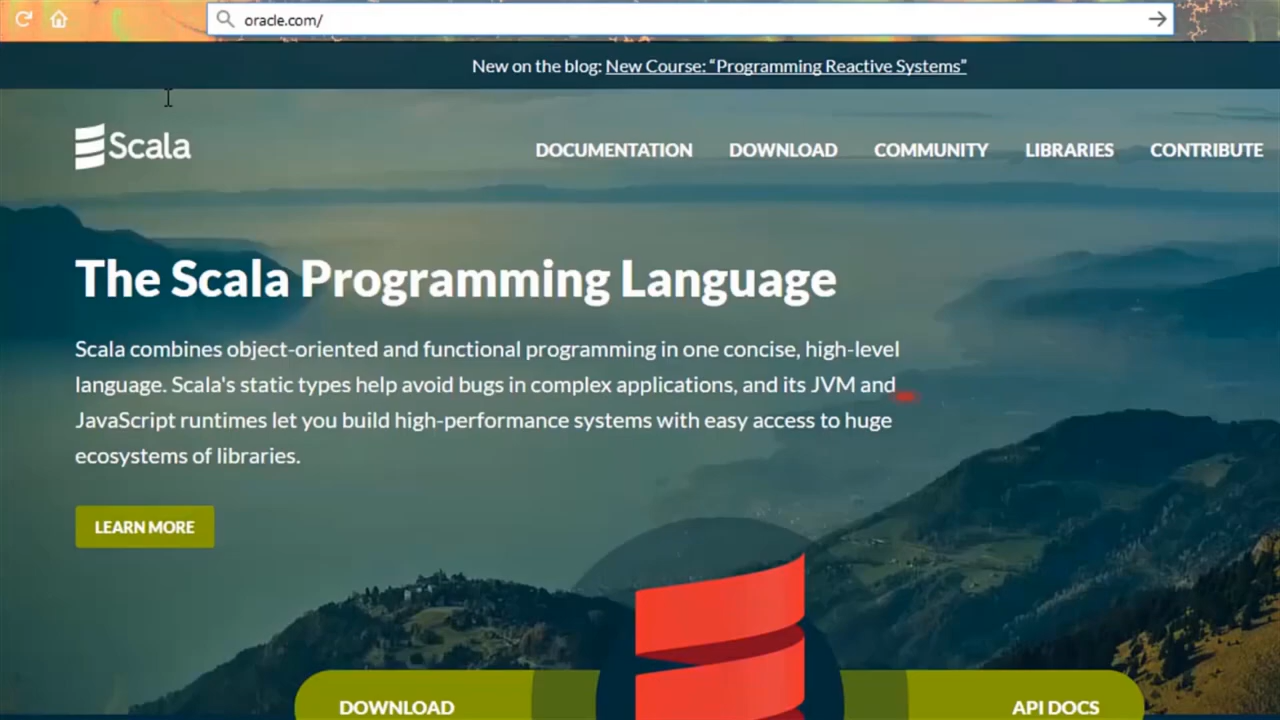 oracle.com/
New on the blog: New Course: “Programming Reactive Systems”
Scala
DOCUMENTATION DOWNLOAD COMMUNITY LIBRARIES CONTRIBUTE
The Scala Programming Language
Scala combines object-oriented and functional programming in one concise, high-level
language. Scala's static types help avoid bugs in complex applications, and its JVM and
JavaScript runtimes let you build high-performance systems with easy access to huge
ecosystems of libraries.
LEARN MORE
DOWNLOAD
API DOCS